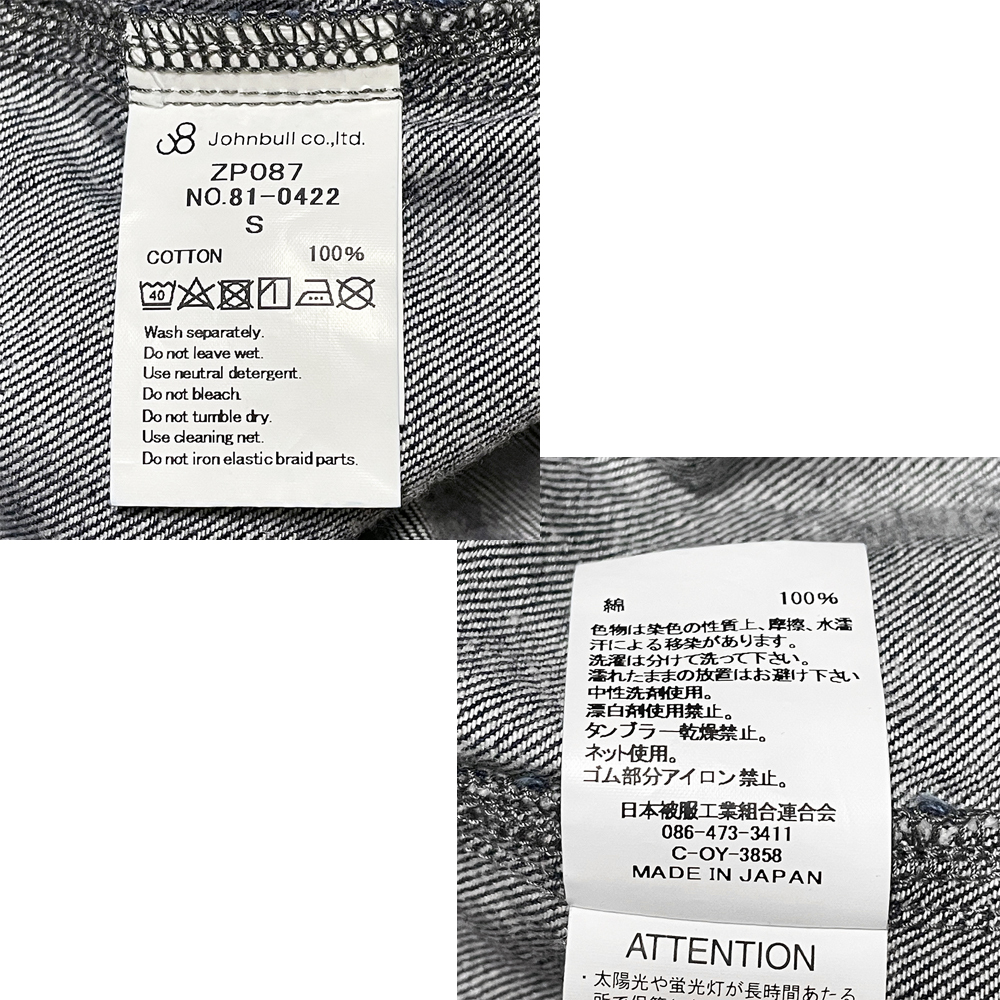 Johnbull co.,ltd.
ZP087
NO.81-0422
S
COTTON 100%
40
Wash separately.
Do not leave wet.
Use neutral detergent.
Do not bleach.
Do not tumble dry.
Use cleaning net.
Do not iron elastic braid parts.
綿 100%
色物は染色の性質上、摩擦、水濡
汗による移染があります。
洗濯は分けて洗って下さい。
濡れたままの放置はお避け下さい
中性洗剤使用。
漂白剤使用禁止。
タンブラー乾燥禁止。
ネット使用。
ゴム部分アイロン禁止。
日本被服工業組合連合会
086-473-3411
C-OY-3858
MADE IN JAPAN
ATTENTION
・太陽光や蛍光灯が長時間あたる